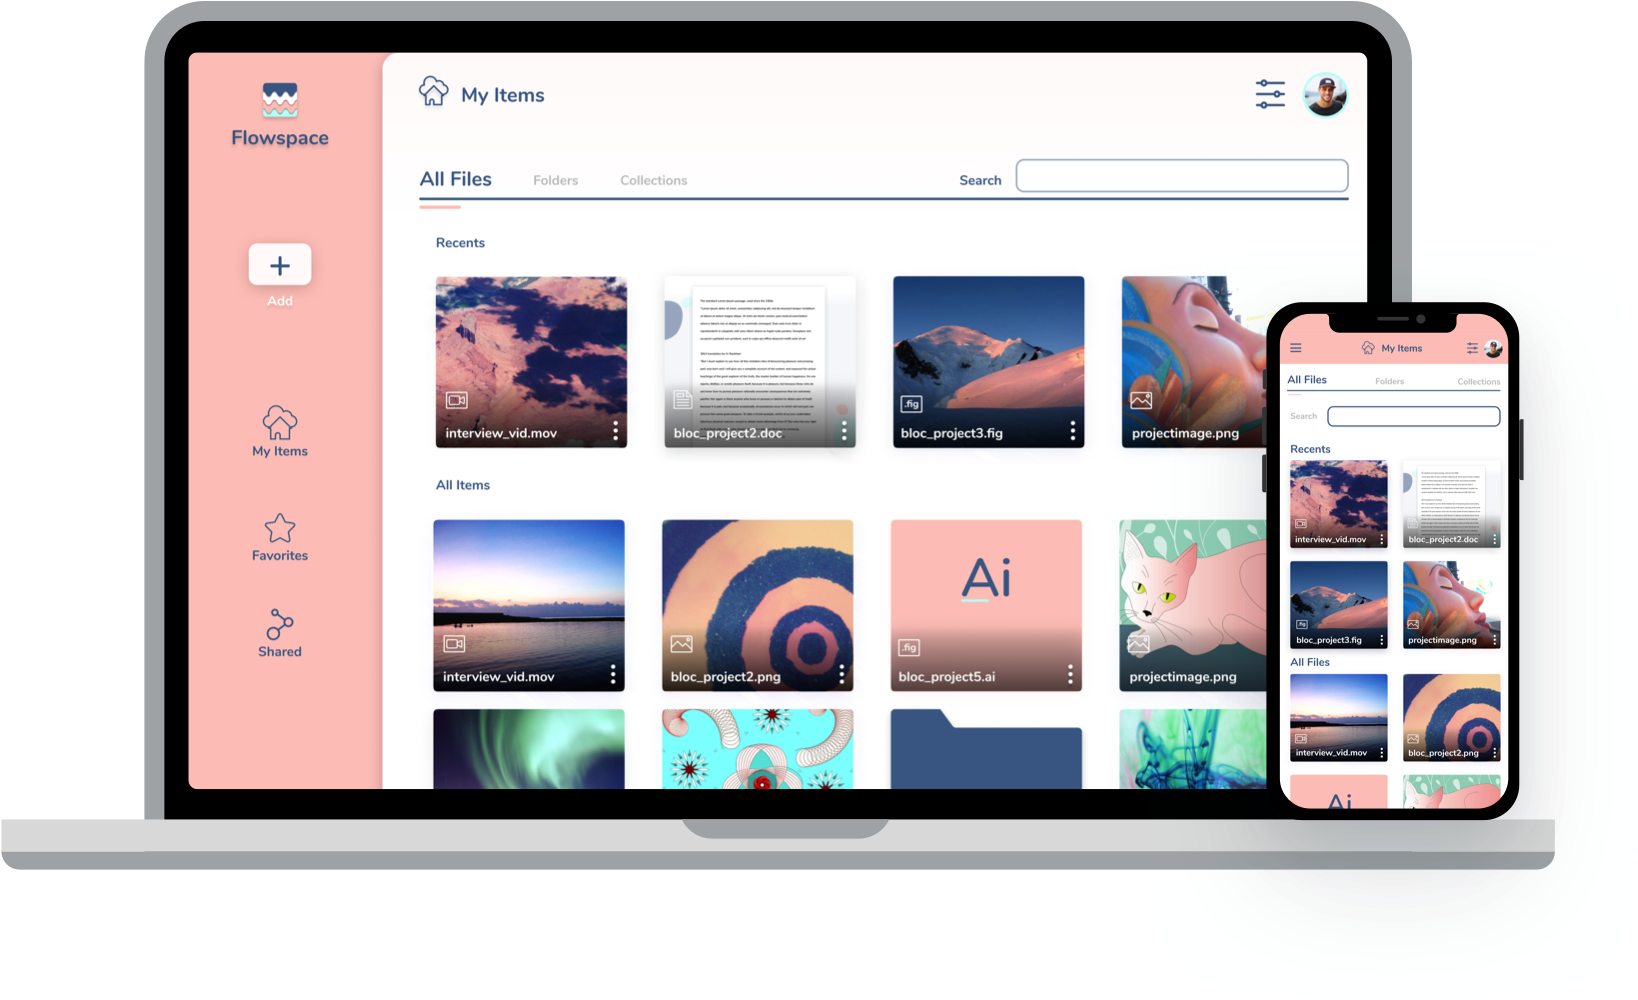 Flowspace
Add
My Items
Favorites
Shared
My Items
All Files
Folders
Collections
Search
Recents
interview_vid.mov
bloc_project2.doc
.fig
bloc_project3.fig
projectimage.png
All Items
interview_vid.mov
bloc_project2.png
Ai
.fig
bloc_project5.ai
projectimage.png
My Items
All Files
Folders
Collections
Search
Recents
interview_vid.mov
bloc_project2.doc
.fig
bloc_project3.fig
projectimage.png
All Files
interview_vid.mov
bloc_project2.png
Ai